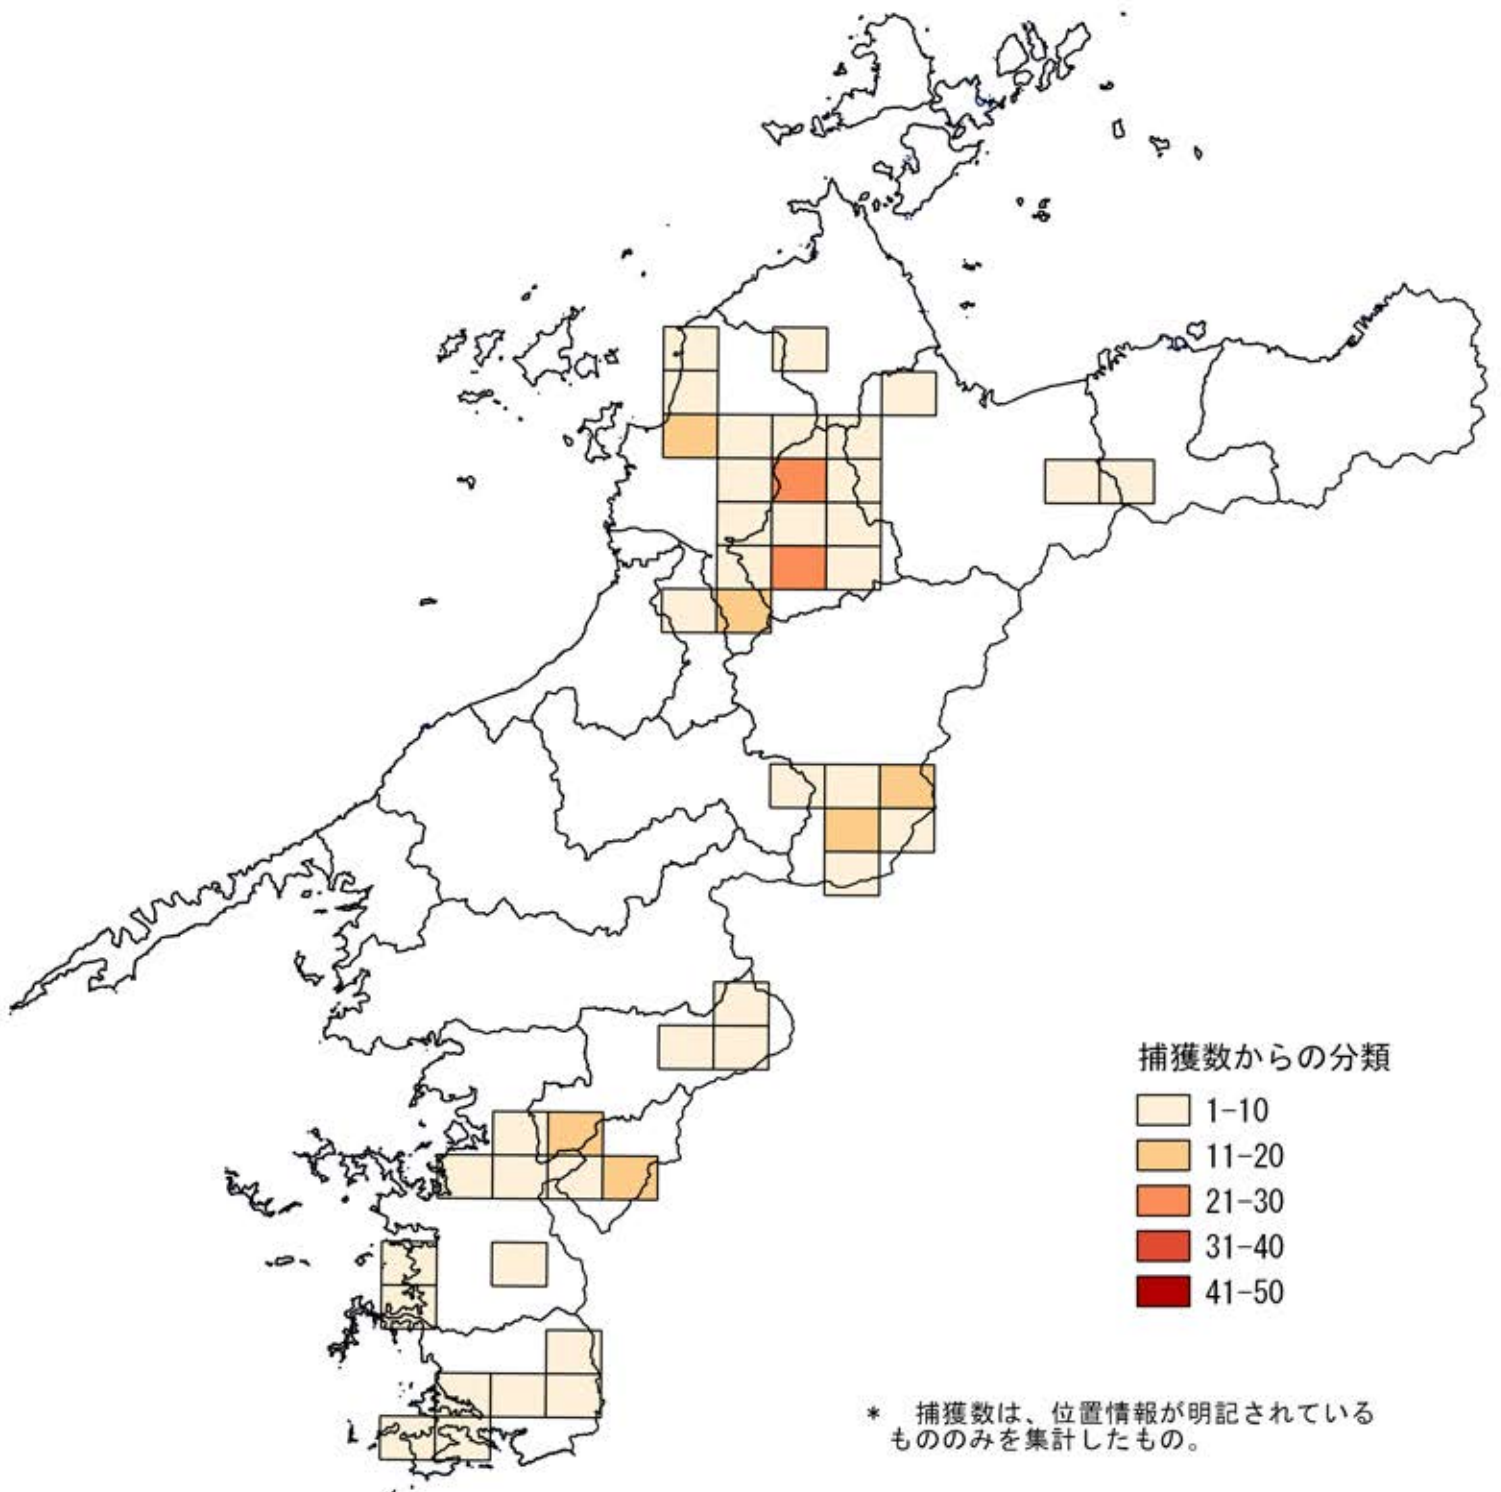 捕獲数からの分類
1-10
11-20
21-30
31-40
41-50
* 捕獲数は、位置情報が明記されている
もののみを集計したもの。